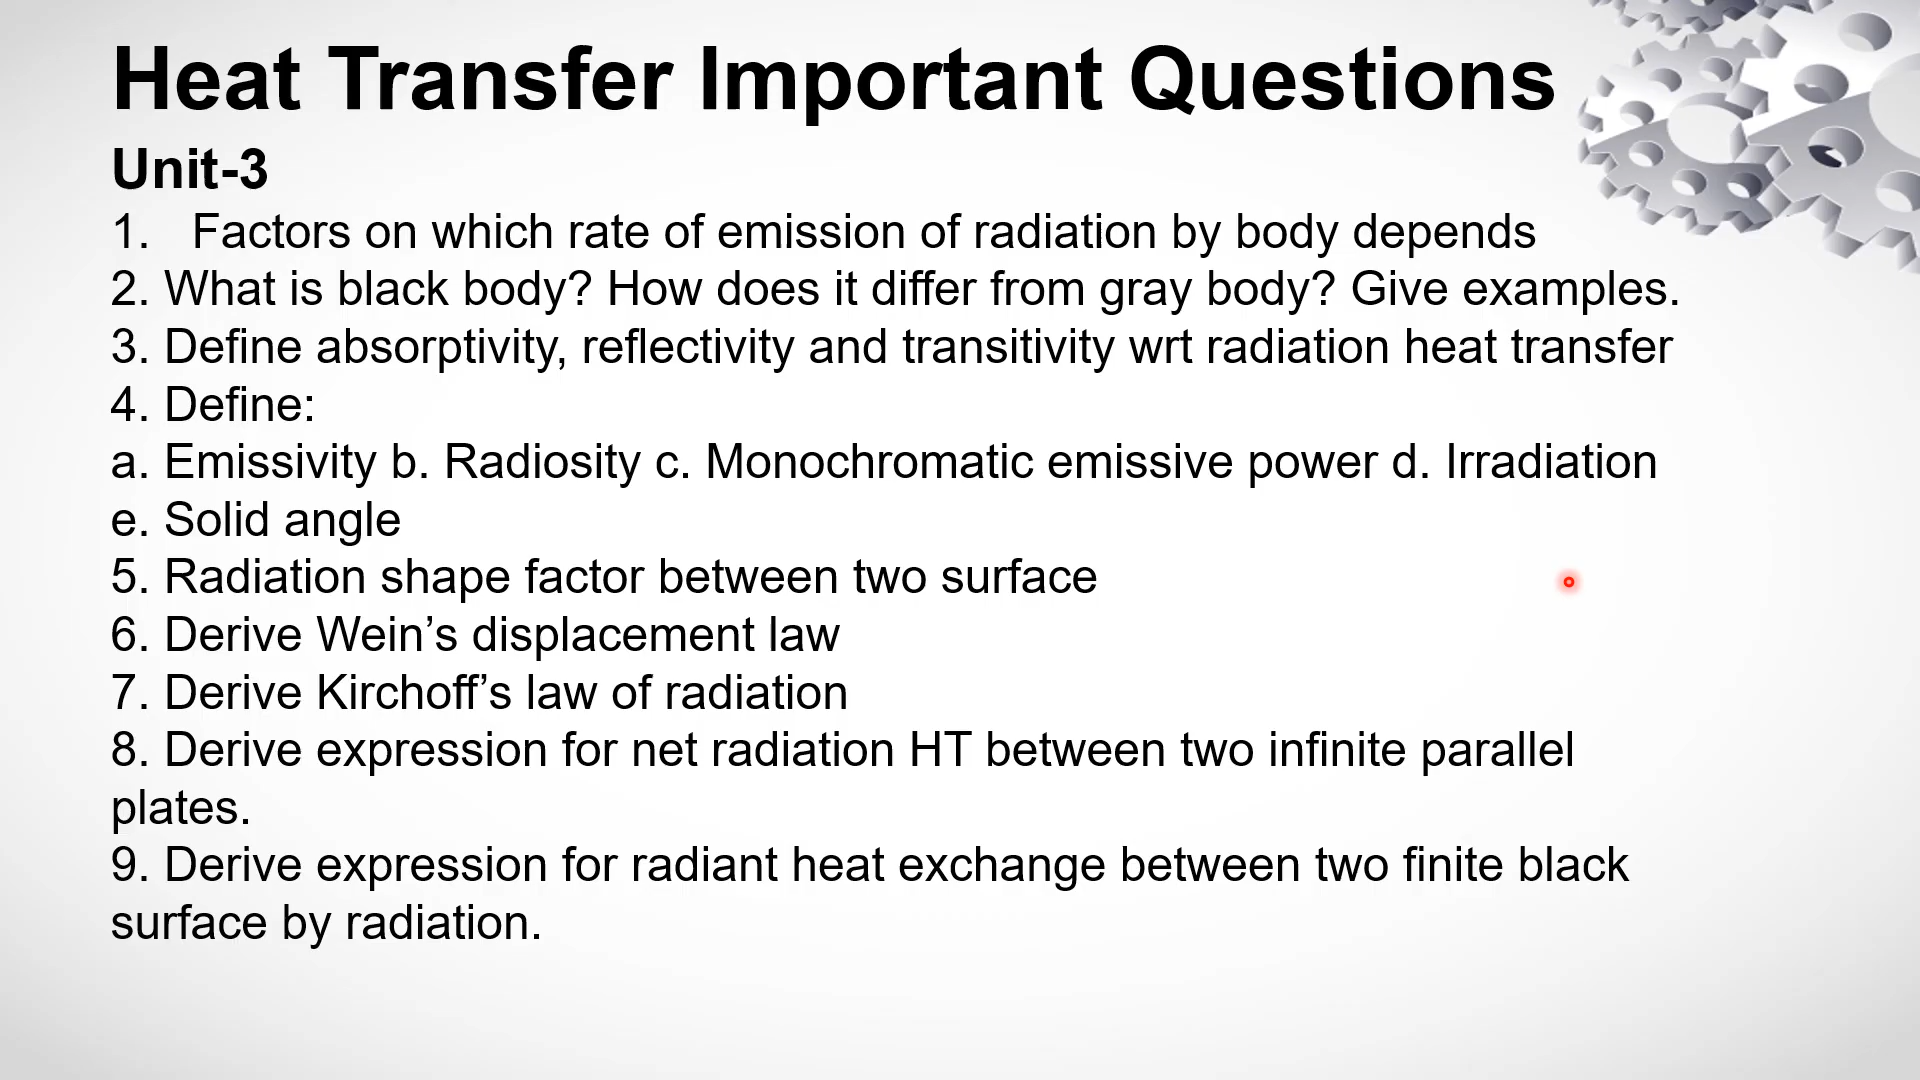 Heat Transfer Important Questions
Unit-3
1. Factors on which rate of emission of radiation by body depends
2. What is black body? How does it differ from gray body? Give examples.
3. Define absorptivity, reflectivity and transitivity wrt radiation heat transfer
4. Define:
a. Emissivity b. Radiosity c. Monochromatic emissive power d. Irradiation
e. Solid angle
5. Radiation shape factor between two surface
6. Derive Wein’s displacement law
7. Derive Kirchoff’s law of radiation
8. Derive expression for net radiation HT between two infinite parallel
plates.
9. Derive expression for radiant heat exchange between two finite black
surface by radiation.